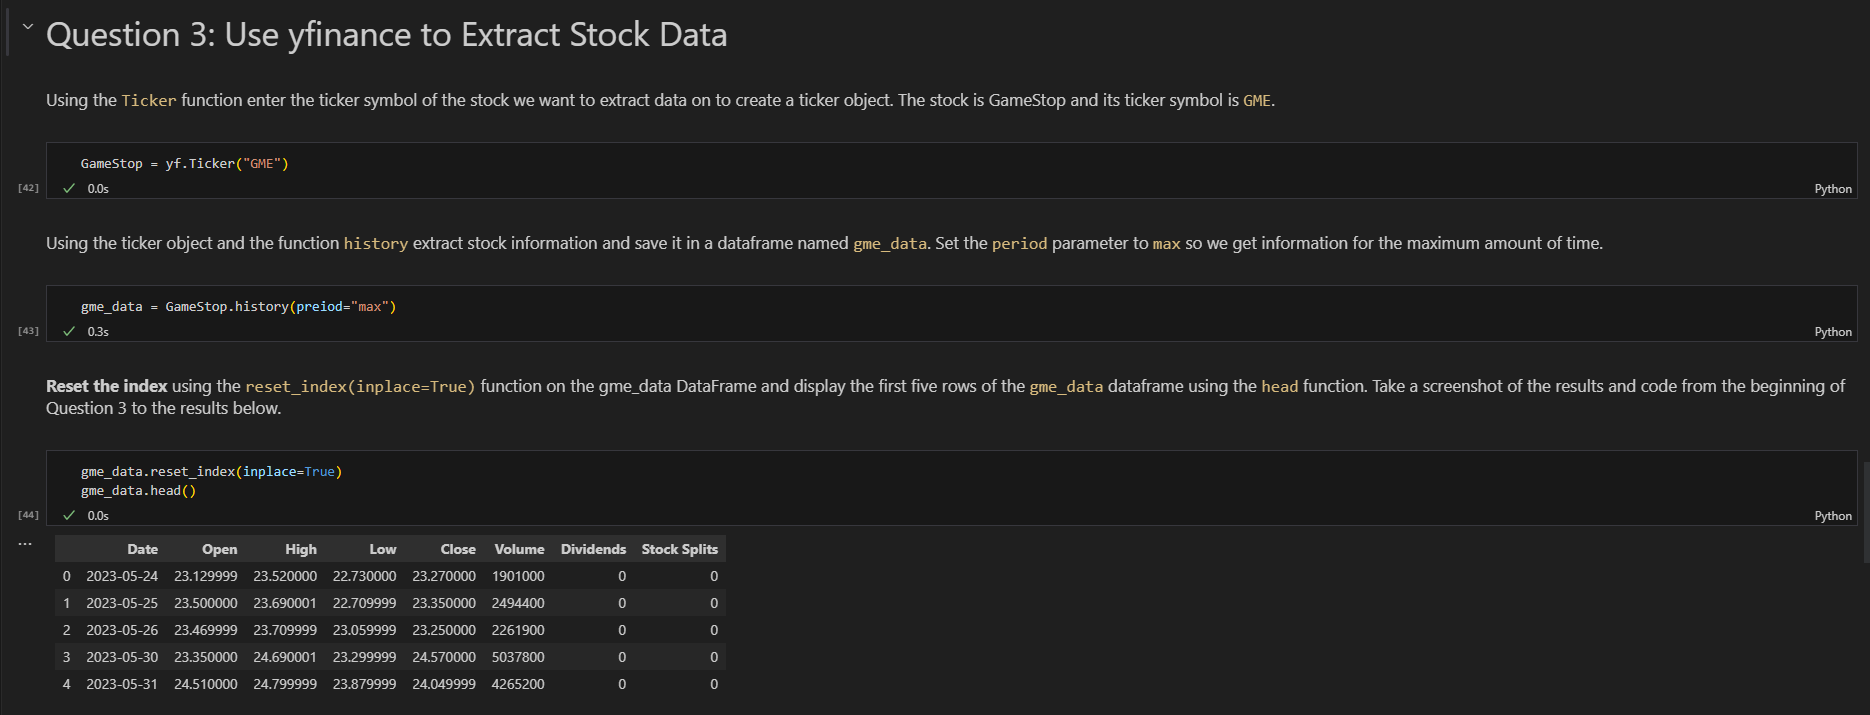 Question 3: Use yfinance to Extract Stock Data
Using the Ticker function enter the ticker symbol of the stock we want to extract data on to create a ticker object. The stock is GameStop and its ticker symbol is GME.
GameStop = yf.Ticker("GME")
[42] 0.0s Python
Using the ticker object and the function history extract stock information and save it in a dataframe named gme_data. Set the period parameter to max so we get information for the maximum amount of time.
gme_data = GameStop.history(preiod="max")
[43] 0.3s Python
Reset the index using the reset_index(inplace=True) function on the gme_data DataFrame and display the first five rows of the gme_data dataframe using the head function. Take a screenshot of the results and code from the beginning of
Question 3 to the results below.
gme_data.reset_index(inplace=True)
gme_data.head()
[44] 0.0s Python
...
Date Open High Low Close Volume Dividends Stock Splits
0 2023-05-24 23.129999 23.520000 22.730000 23.270000 1901000 0 0
1 2023-05-25 23.500000 23.690001 22.709999 23.350000 2494400 0 0
2 2023-05-26 23.469999 23.709999 23.059999 23.250000 2261900 0 0
3 2023-05-30 23.350000 24.690001 23.299999 24.570000 5037800 0 0
4 2023-05-31 24.510000 24.799999 23.879999 24.049999 4265200 0 0